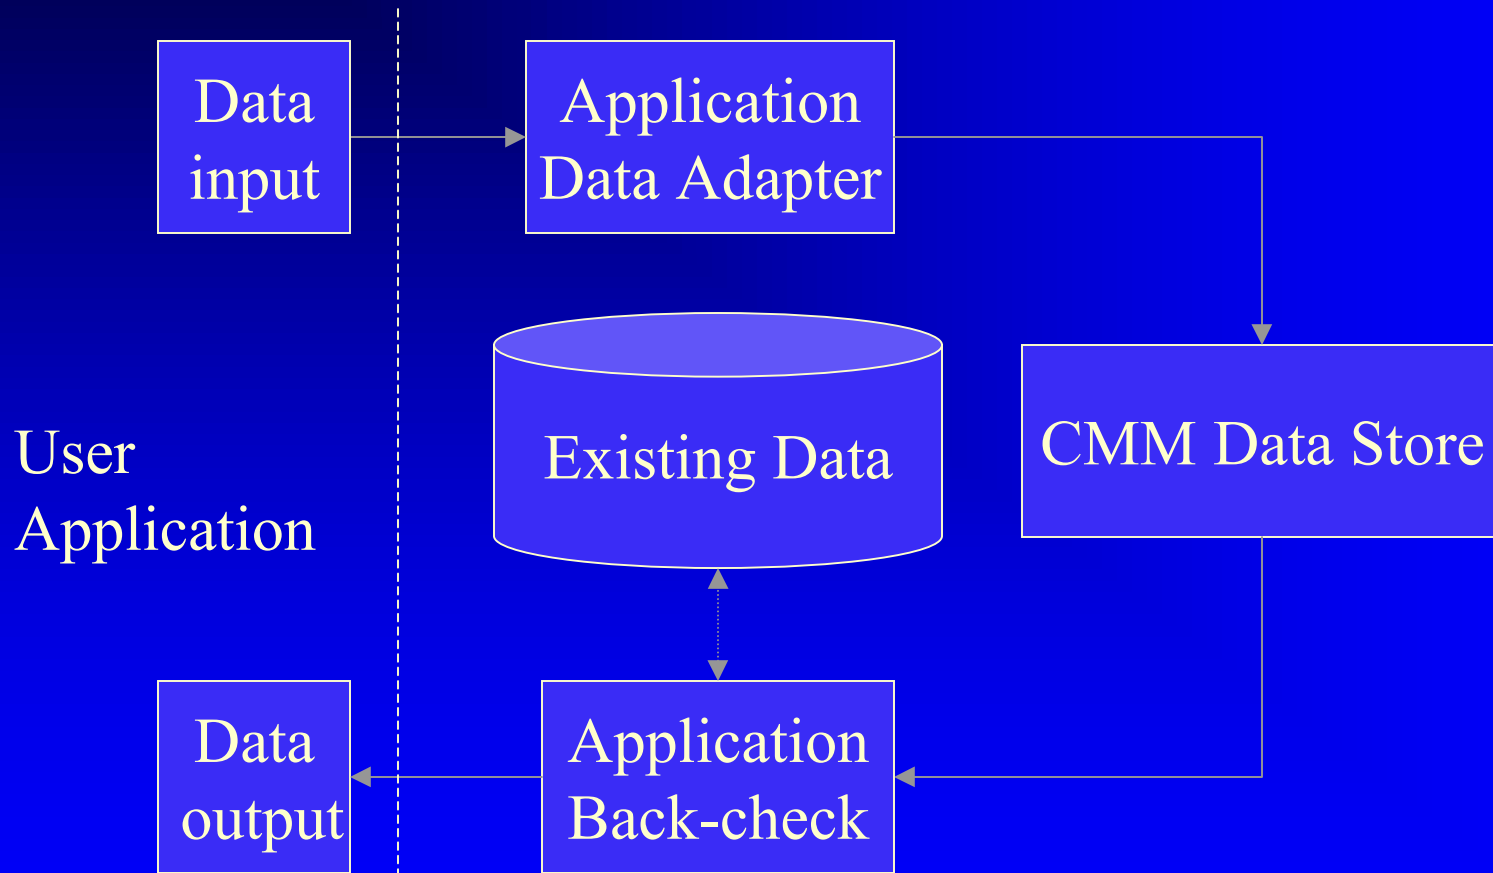 Data
input
Application
Data Adapter
Existing Data
CMM Data Store
User
Application
Data
output
Application
Back-check